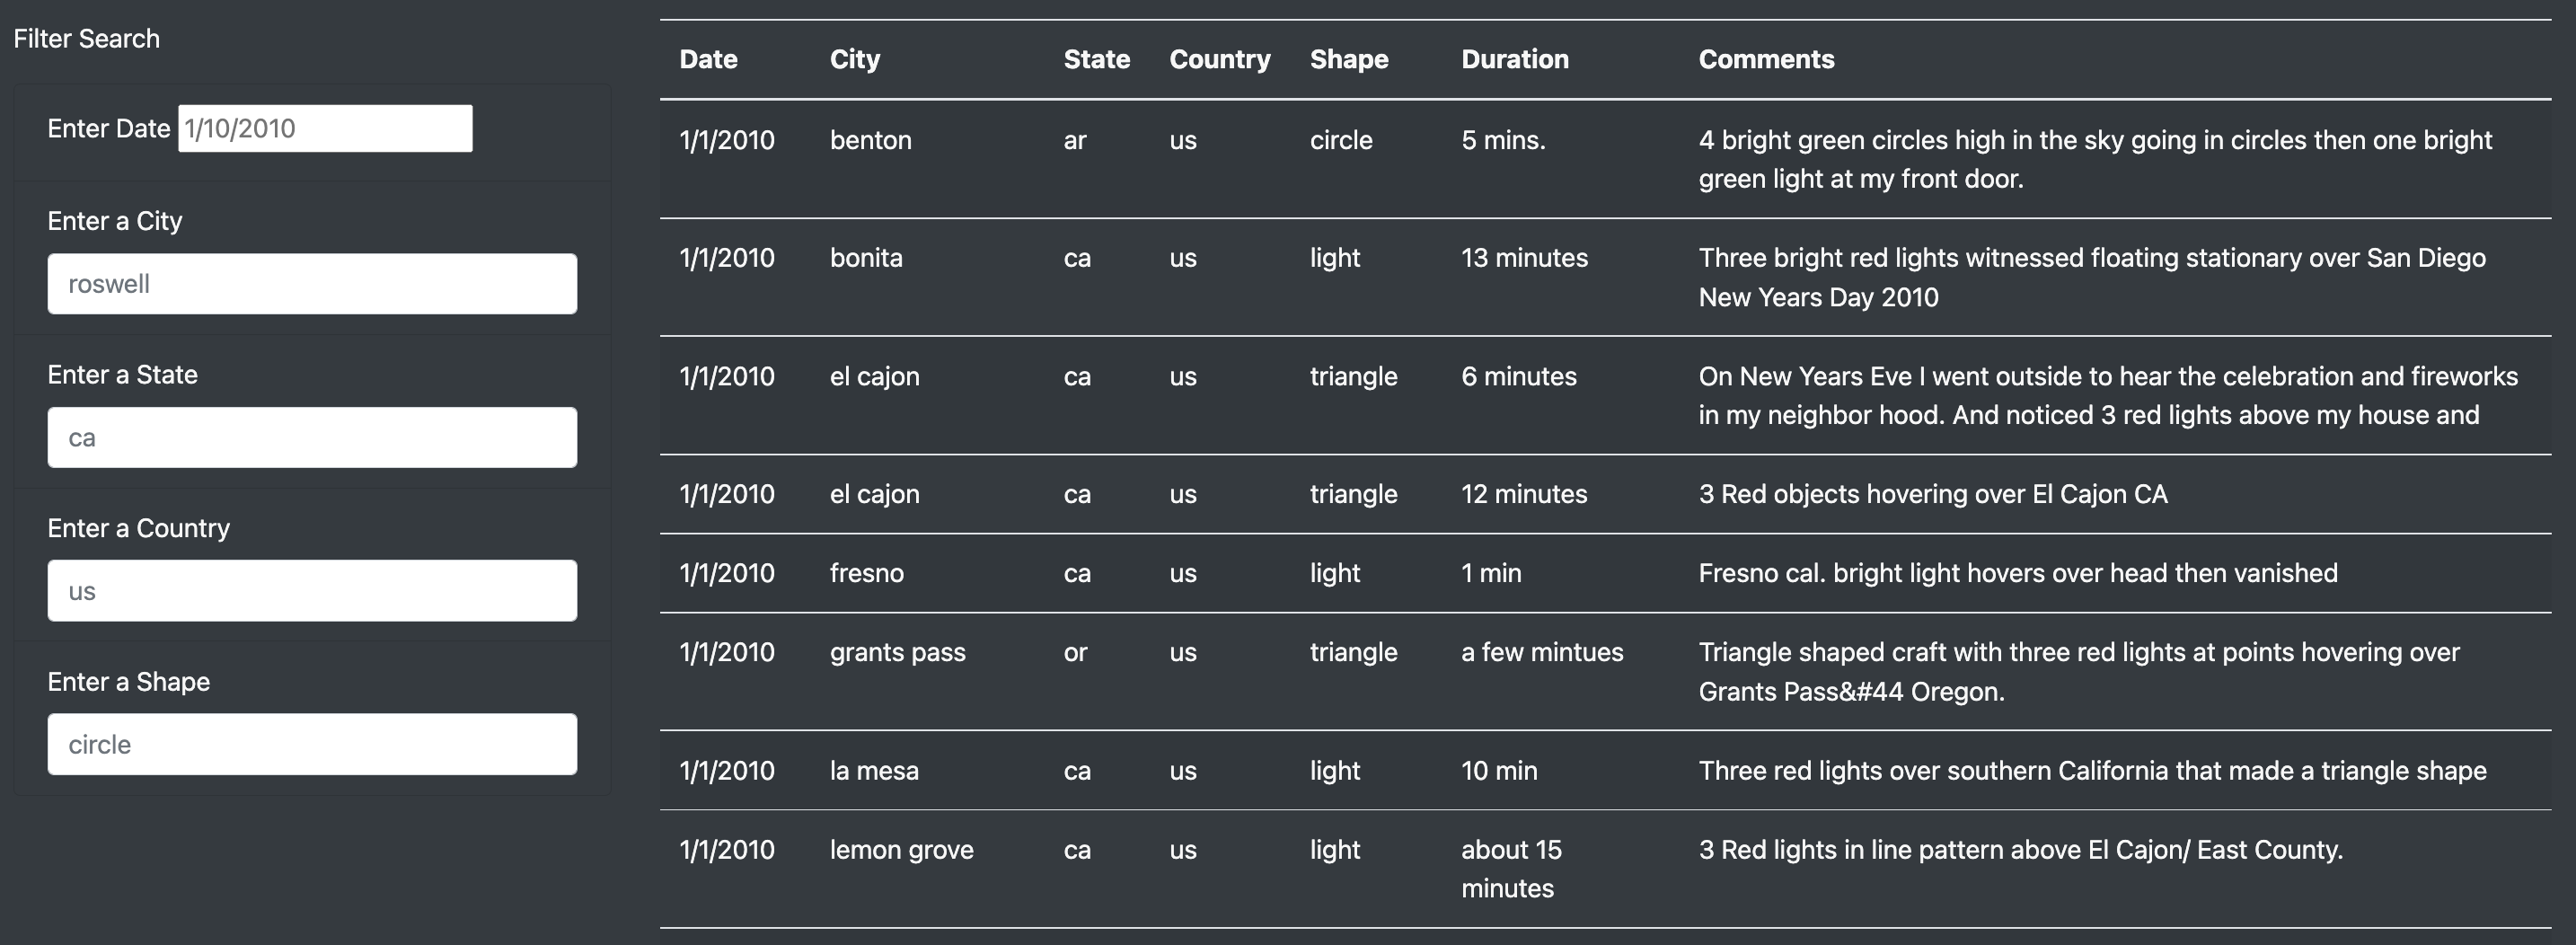 Filter Search
Enter Date 1/10/2010
Enter a City
roswell
Enter a State
ca
Enter a Country
us
Enter a Shape
circle
Date City State Country Shape Duration Comments
1/1/2010 benton ar us circle 5 mins. 4 bright green circles high in the sky going in circles then one bright
green light at my front door.
1/1/2010 bonita ca us light 13 minutes Three bright red lights witnessed floating stationary over San Diego
New Years Day 2010
1/1/2010 el cajon ca us triangle 6 minutes On New Years Eve I went outside to hear the celebration and fireworks
in my neighbor hood. And noticed 3 red lights above my house and
1/1/2010 el cajon ca us triangle 12 minutes 3 Red objects hovering over El Cajon CA
1/1/2010 fresno ca us light 1 min Fresno cal. bright light hovers over head then vanished
1/1/2010 grants pass or us triangle a few mintues Triangle shaped craft with three red lights at points hovering over
Grants Pass&#44 Oregon.
1/1/2010 la mesa ca us light 10 min Three red lights over southern California that made a triangle shape
1/1/2010 lemon grove ca us light about 15 3 Red lights in line pattern above El Cajon/ East County.
minutes